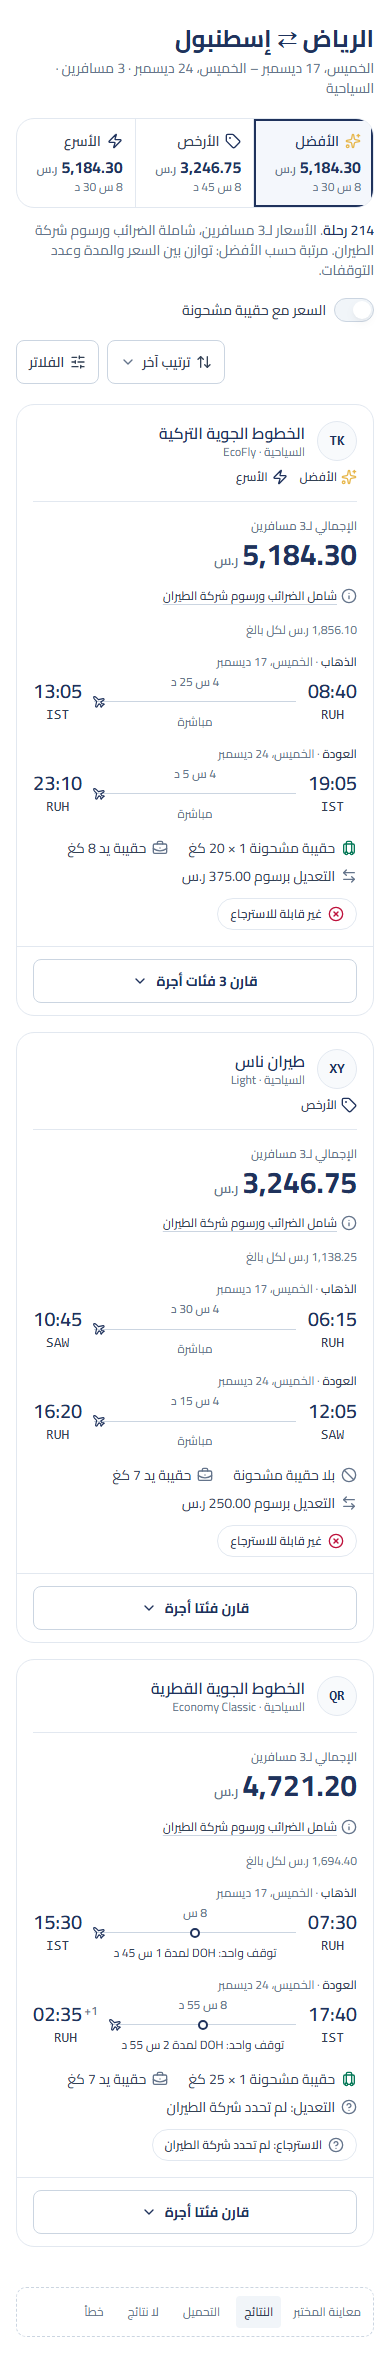 الرياض ⇄ إسطنبول
الخميس، 17 ديسمبر – الخميس، 24 ديسمبر · 3 مسافرين ·
السياحية
الأفضل
5,184.30 ر.س
8 س 30 د
الأرخص
3,246.75 ر.س
8 س 45 د
الأسرع
5,184.30 ر.س
8 س 30 د
214 رحلة. الأسعار لـ3 مسافرين، شاملة الضرائب ورسوم شركة
الطيران. مرتبة حسب الأفضل: توازن بين السعر والمدة وعدد
التوقفات.
السعر مع حقيبة مشحونة
ترتيب آخر
الفلاتر
TK
الخطوط الجوية التركية
السياحية · EcoFly
الأفضل
الأسرع
الإجمالي لـ3 مسافرين
5,184.30 ر.س
شامل الضرائب ورسوم شركة الطيران
1,856.10 ر.س لكل بالغ
الذهاب · الخميس، 17 ديسمبر
08:40 RUH
4 س 25 د
مباشرة
13:05 IST
العودة · الخميس، 24 ديسمبر
19:05 IST
4 س 5 د
مباشرة
23:10 RUH
حقيبة مشحونة 1 × 20 كغ
حقيبة يد 8 كغ
التعديل برسوم 375.00 ر.س
غير قابلة للاسترجاع
قارن 3 فئات أجرة
XY
طيران ناس
السياحية · Light
الأرخص
الإجمالي لـ3 مسافرين
3,246.75 ر.س
شامل الضرائب ورسوم شركة الطيران
1,138.25 ر.س لكل بالغ
الذهاب · الخميس، 17 ديسمبر
06:15 RUH
4 س 30 د
مباشرة
10:45 SAW
العودة · الخميس، 24 ديسمبر
12:05 SAW
4 س 15 د
مباشرة
16:20 RUH
بلا حقيبة مشحونة
حقيبة يد 7 كغ
التعديل برسوم 250.00 ر.س
غير قابلة للاسترجاع
قارن فئتا أجرة
QR
الخطوط الجوية القطرية
السياحية · Economy Classic
الإجمالي لـ3 مسافرين
4,721.20 ر.س
شامل الضرائب ورسوم شركة الطيران
1,694.40 ر.س لكل بالغ
الذهاب · الخميس، 17 ديسمبر
07:30 RUH
8 س
توقف واحد: DOH لمدة 1 س 45 د
15:30 IST
العودة · الخميس، 24 ديسمبر
17:40 IST
8 س 55 د
توقف واحد: DOH لمدة 2 س 55 د
02:35 +1 RUH
حقيبة مشحونة 1 × 25 كغ
حقيبة يد 7 كغ
التعديل: لم تحدد شركة الطيران
الاسترجاع: لم تحدد شركة الطيران
قارن فئتا أجرة
معاينة المختبر
النتائج
التحميل
لا نتائج
خطأ